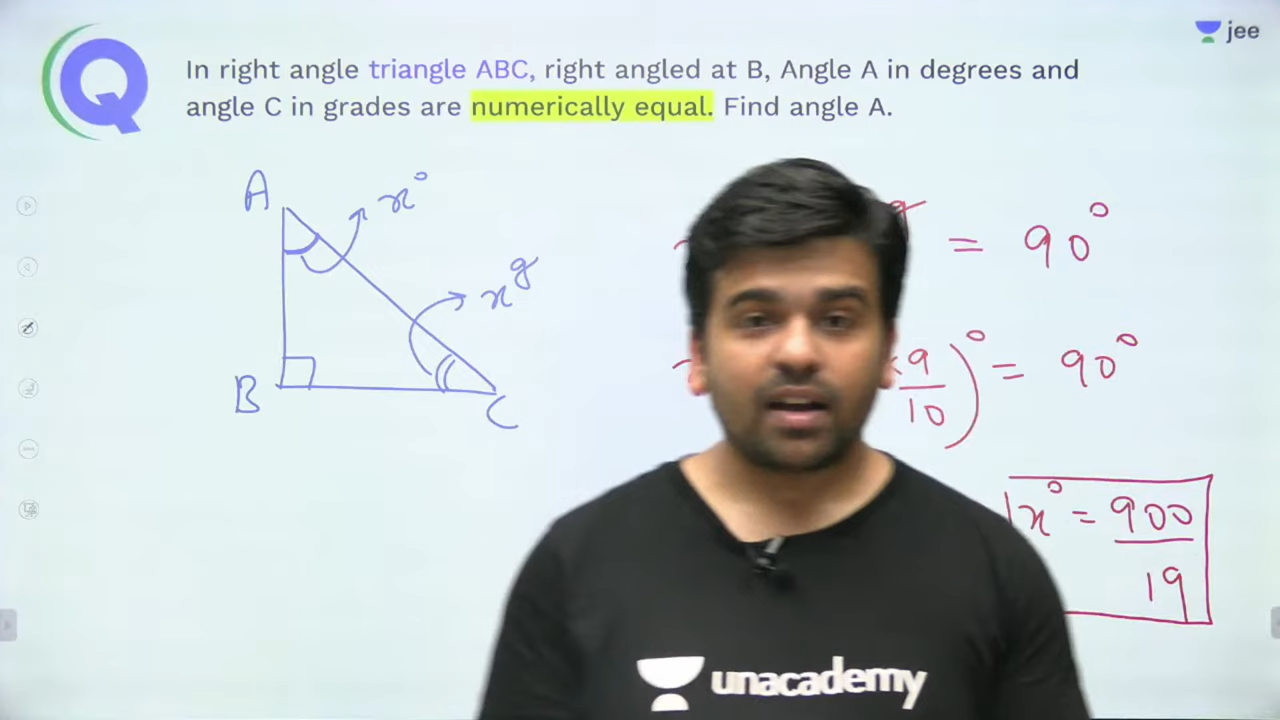 jee
Q
In right angle triangle ABC, right angled at B, Angle A in degrees and
angle C in grades are numerically equal. Find angle A.
A
x°
x^g
B
C
g = 90°
9/10)° = 90°
x° = 900/19
unacademy